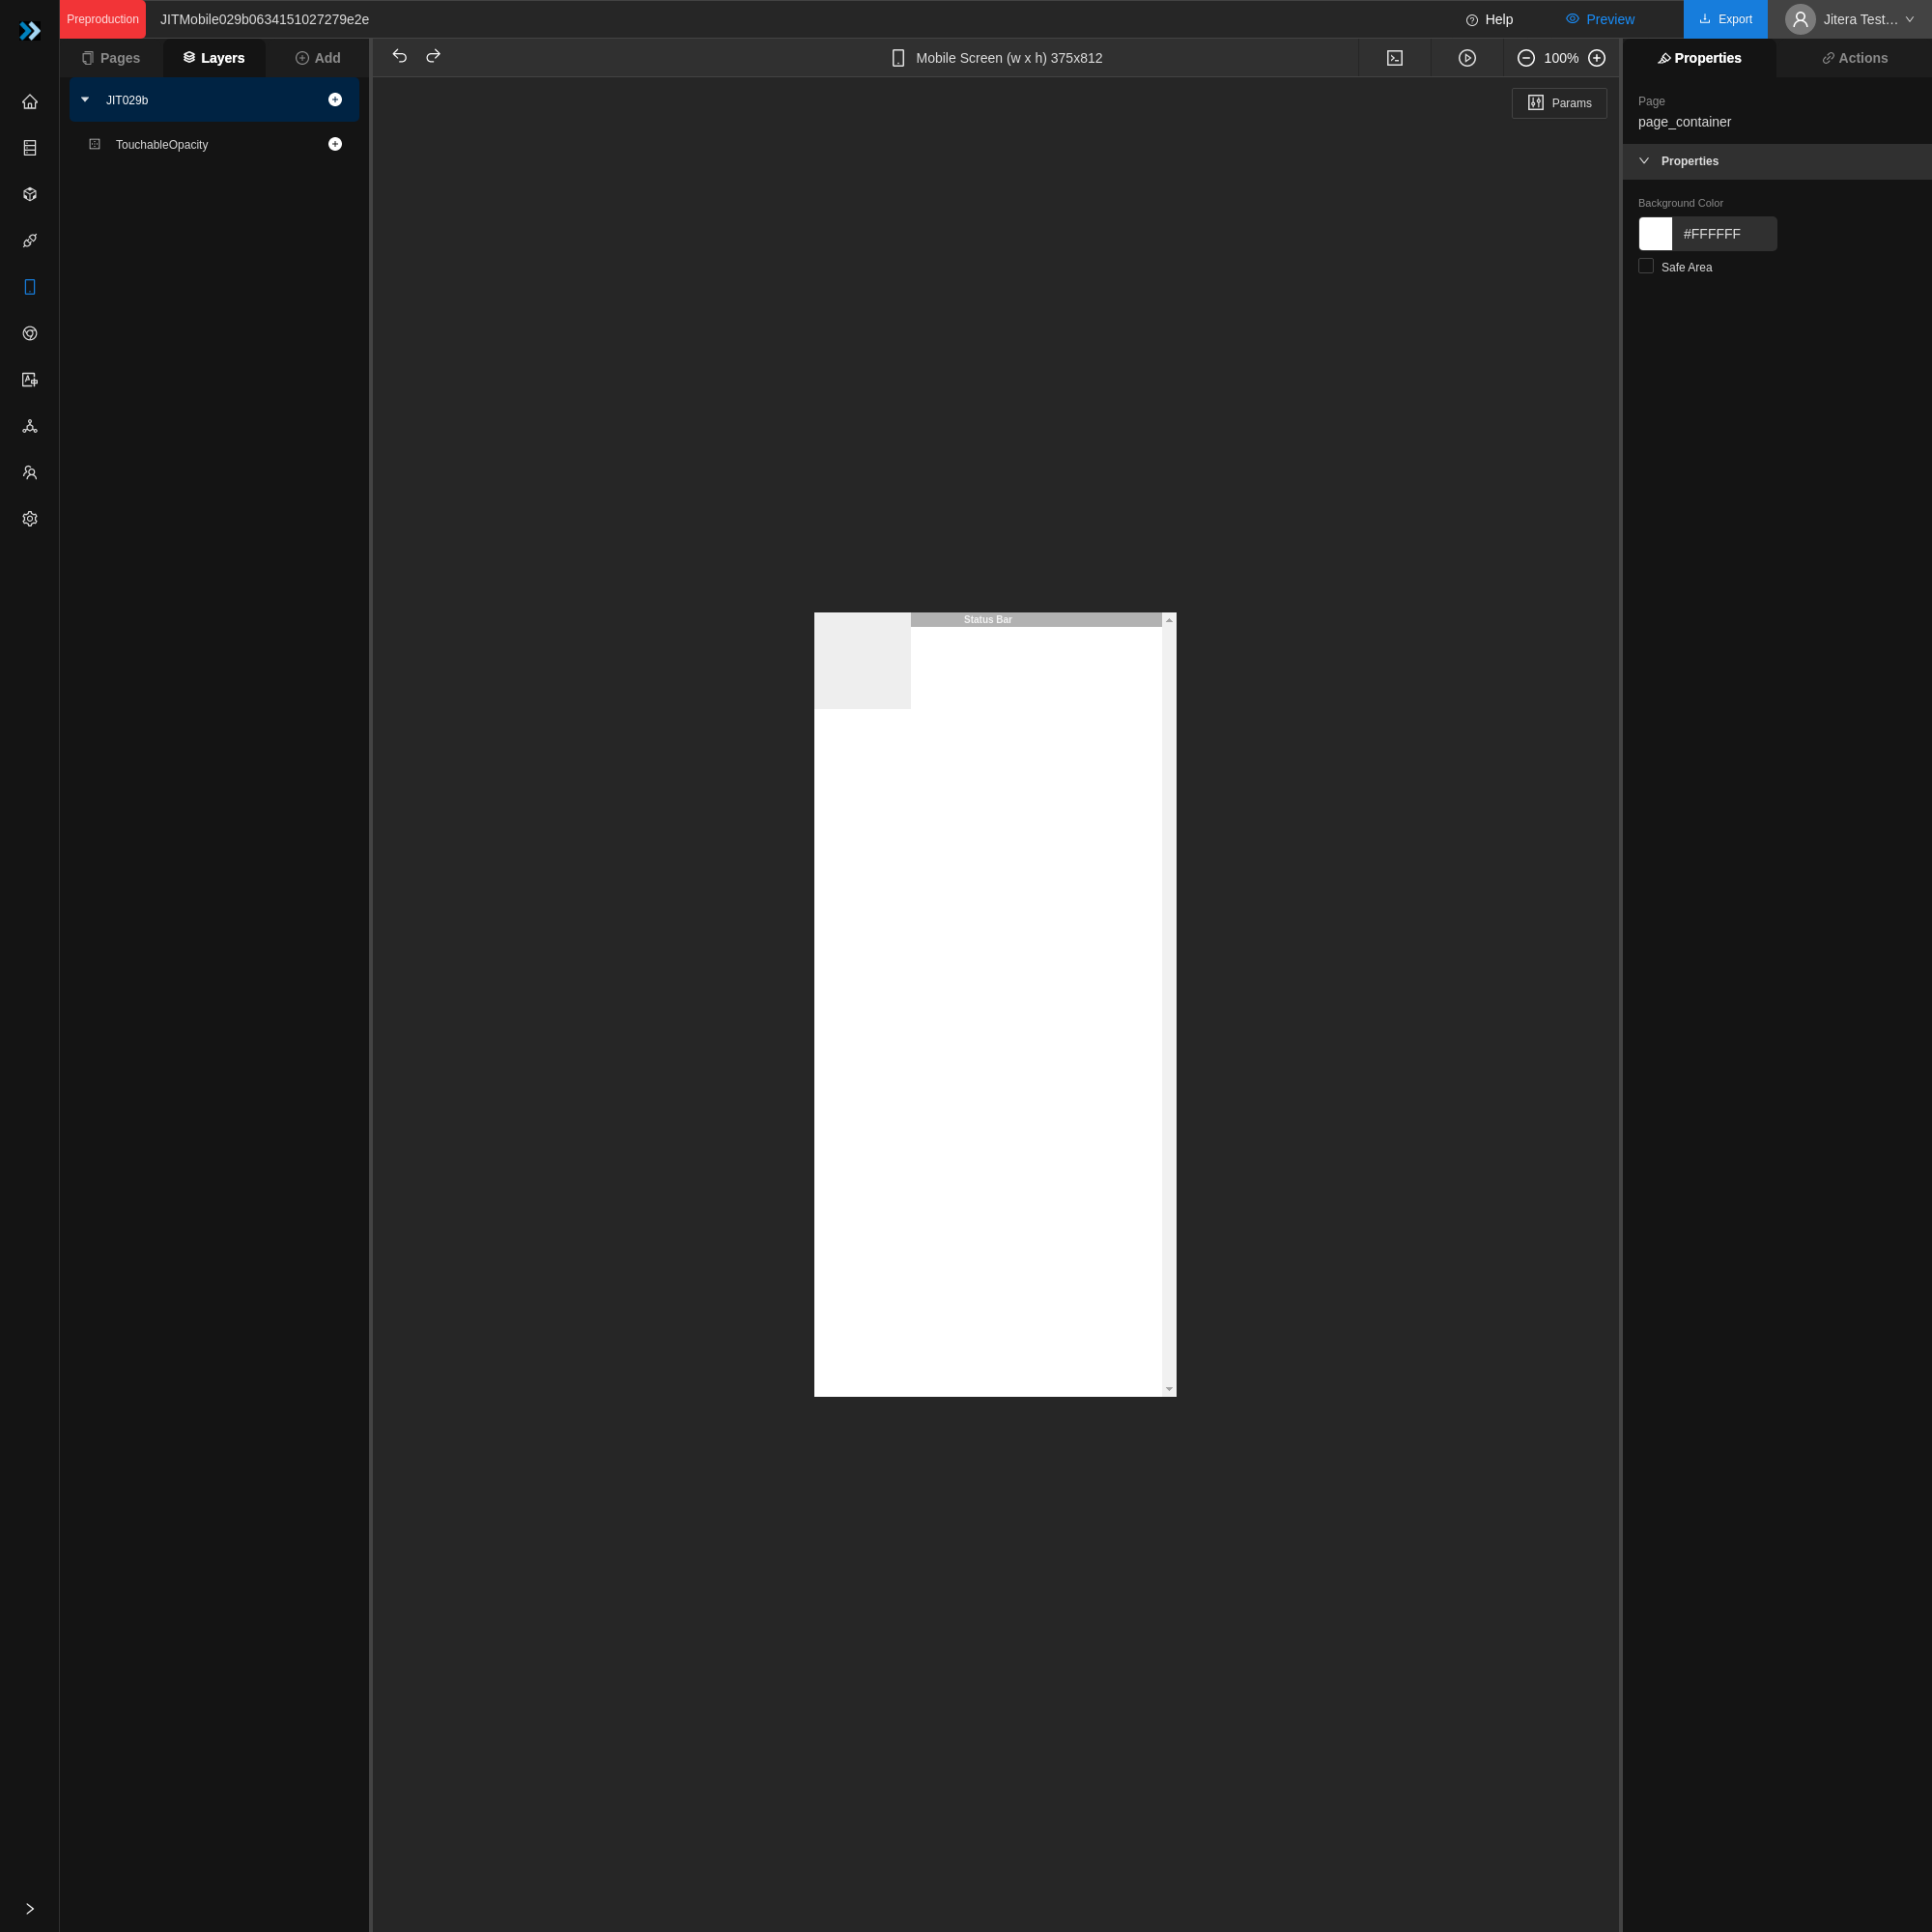 Preproduction
JITMobile029b0634151027279e2e
Help
Preview
Export
Jitera Test…
Pages
Layers
Add
Mobile Screen (w x h) 375x812
100%
Properties
Actions
JIT029b
TouchableOpacity
Params
Page
page_container
Properties
Background Color
#FFFFFF
Safe Area
Status Bar